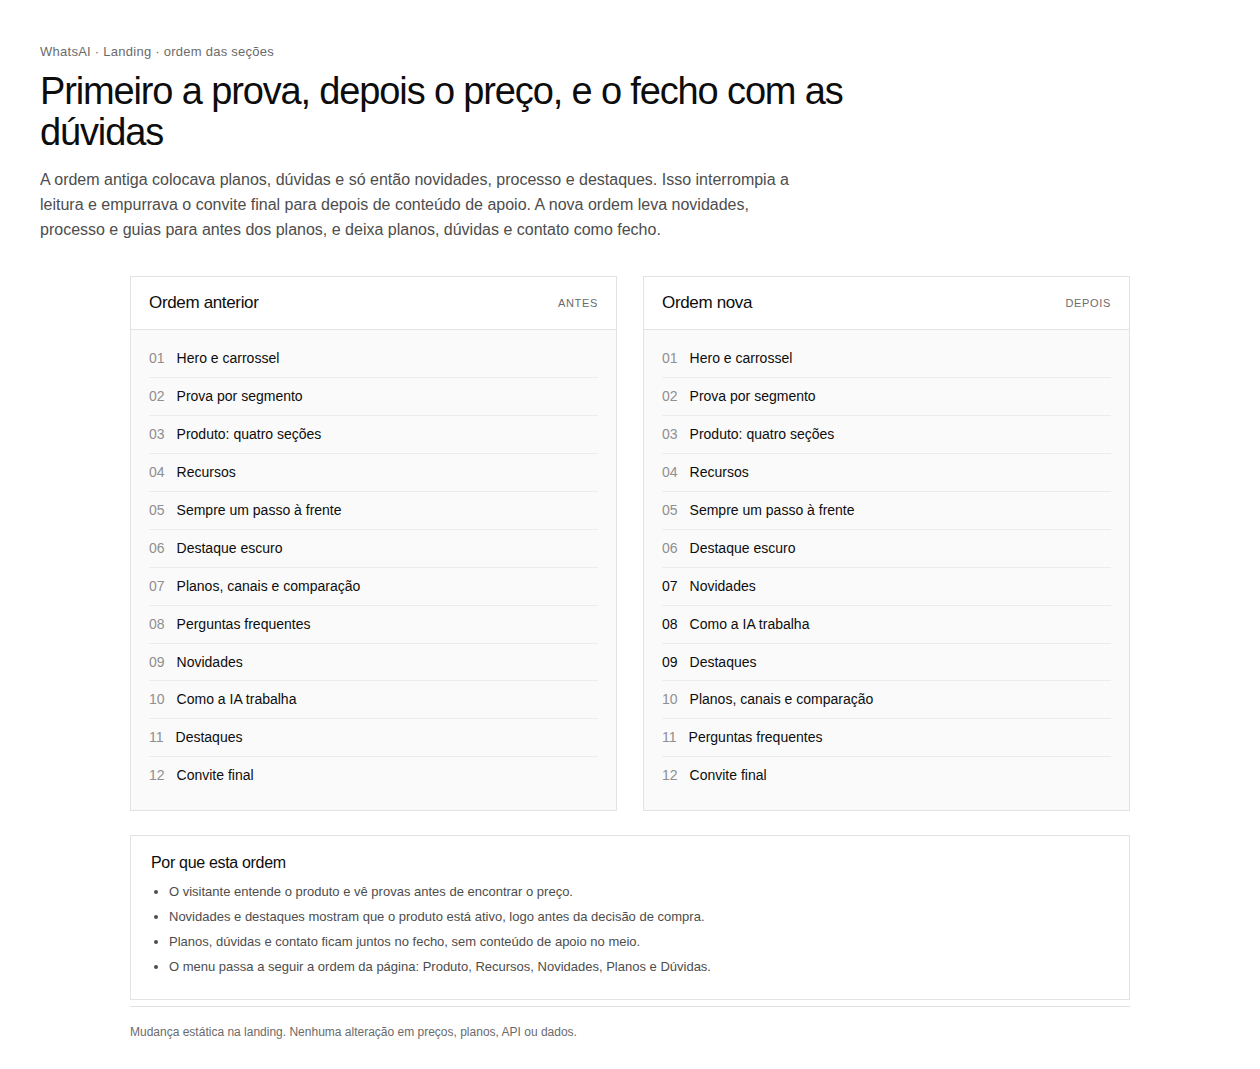 WhatsAI · Landing · ordem das seções
Primeiro a prova, depois o preço, e o fecho com as
dúvidas
A ordem antiga colocava planos, dúvidas e só então novidades, processo e destaques. Isso interrompia a
leitura e empurrava o convite final para depois de conteúdo de apoio. A nova ordem leva novidades,
processo e guias para antes dos planos, e deixa planos, dúvidas e contato como fecho.
Ordem anterior ANTES
01 Hero e carrossel
02 Prova por segmento
03 Produto: quatro seções
04 Recursos
05 Sempre um passo à frente
06 Destaque escuro
07 Planos, canais e comparação
08 Perguntas frequentes
09 Novidades
10 Como a IA trabalha
11 Destaques
12 Convite final
Ordem nova DEPOIS
01 Hero e carrossel
02 Prova por segmento
03 Produto: quatro seções
04 Recursos
05 Sempre um passo à frente
06 Destaque escuro
07 Novidades
08 Como a IA trabalha
09 Destaques
10 Planos, canais e comparação
11 Perguntas frequentes
12 Convite final
Por que esta ordem
• O visitante entende o produto e vê provas antes de encontrar o preço.
• Novidades e destaques mostram que o produto está ativo, logo antes da decisão de compra.
• Planos, dúvidas e contato ficam juntos no fecho, sem conteúdo de apoio no meio.
• O menu passa a seguir a ordem da página: Produto, Recursos, Novidades, Planos e Dúvidas.
Mudança estática na landing. Nenhuma alteração em preços, planos, API ou dados.